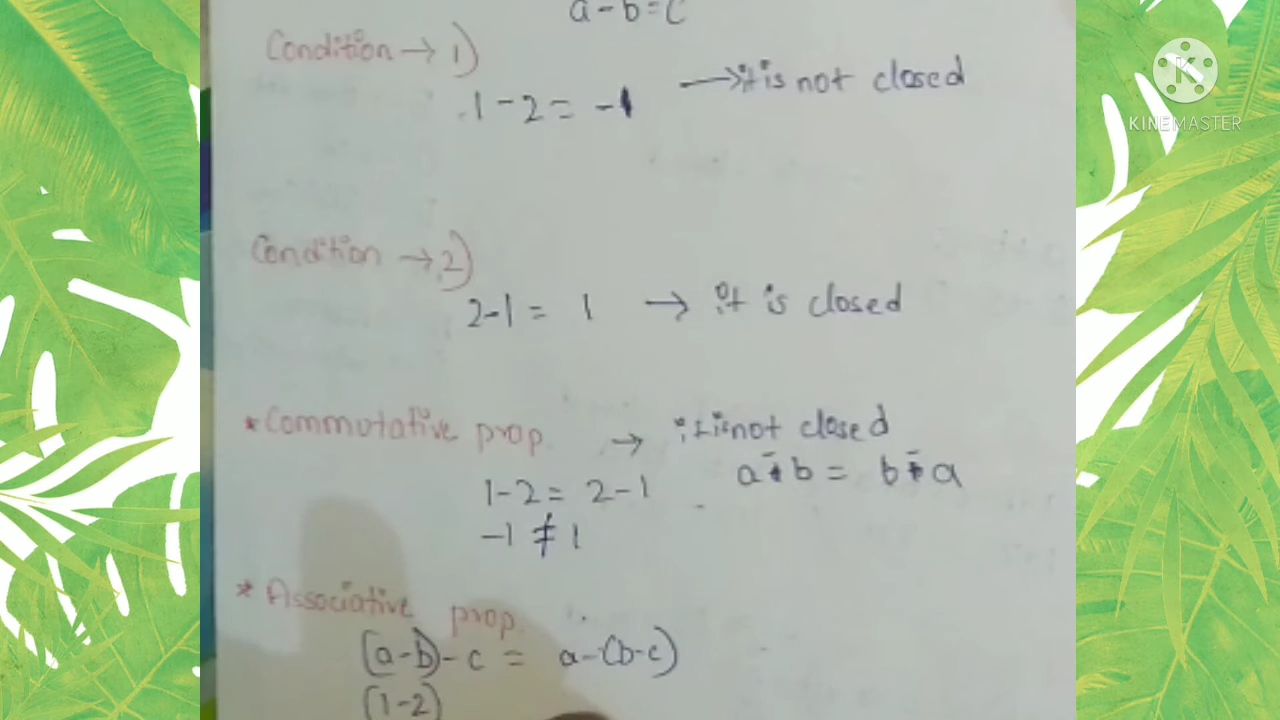 a-b=c
Condition → 1)
1-2= -1 → it is not closed
Condition → 2)
2-1= 1 → it is closed
* Commutative prop. → it is not closed
a-b = b-a
1-2= 2-1
-1 ≠ 1
* Associative prop.
(a-b)-c = a-(b-c)
(1-2)
KINEMASTER